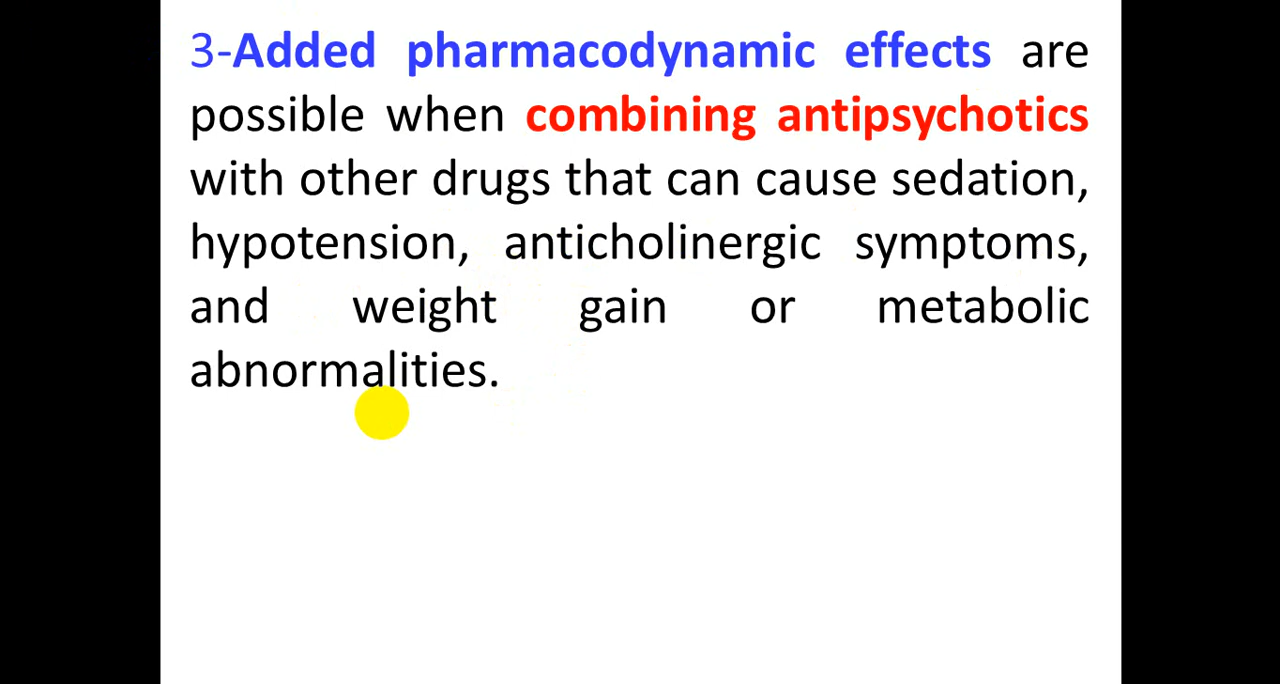 3-Added pharmacodynamic effects are
possible when combining antipsychotics
with other drugs that can cause sedation,
hypotension, anticholinergic symptoms,
and weight gain or metabolic
abnormalities.